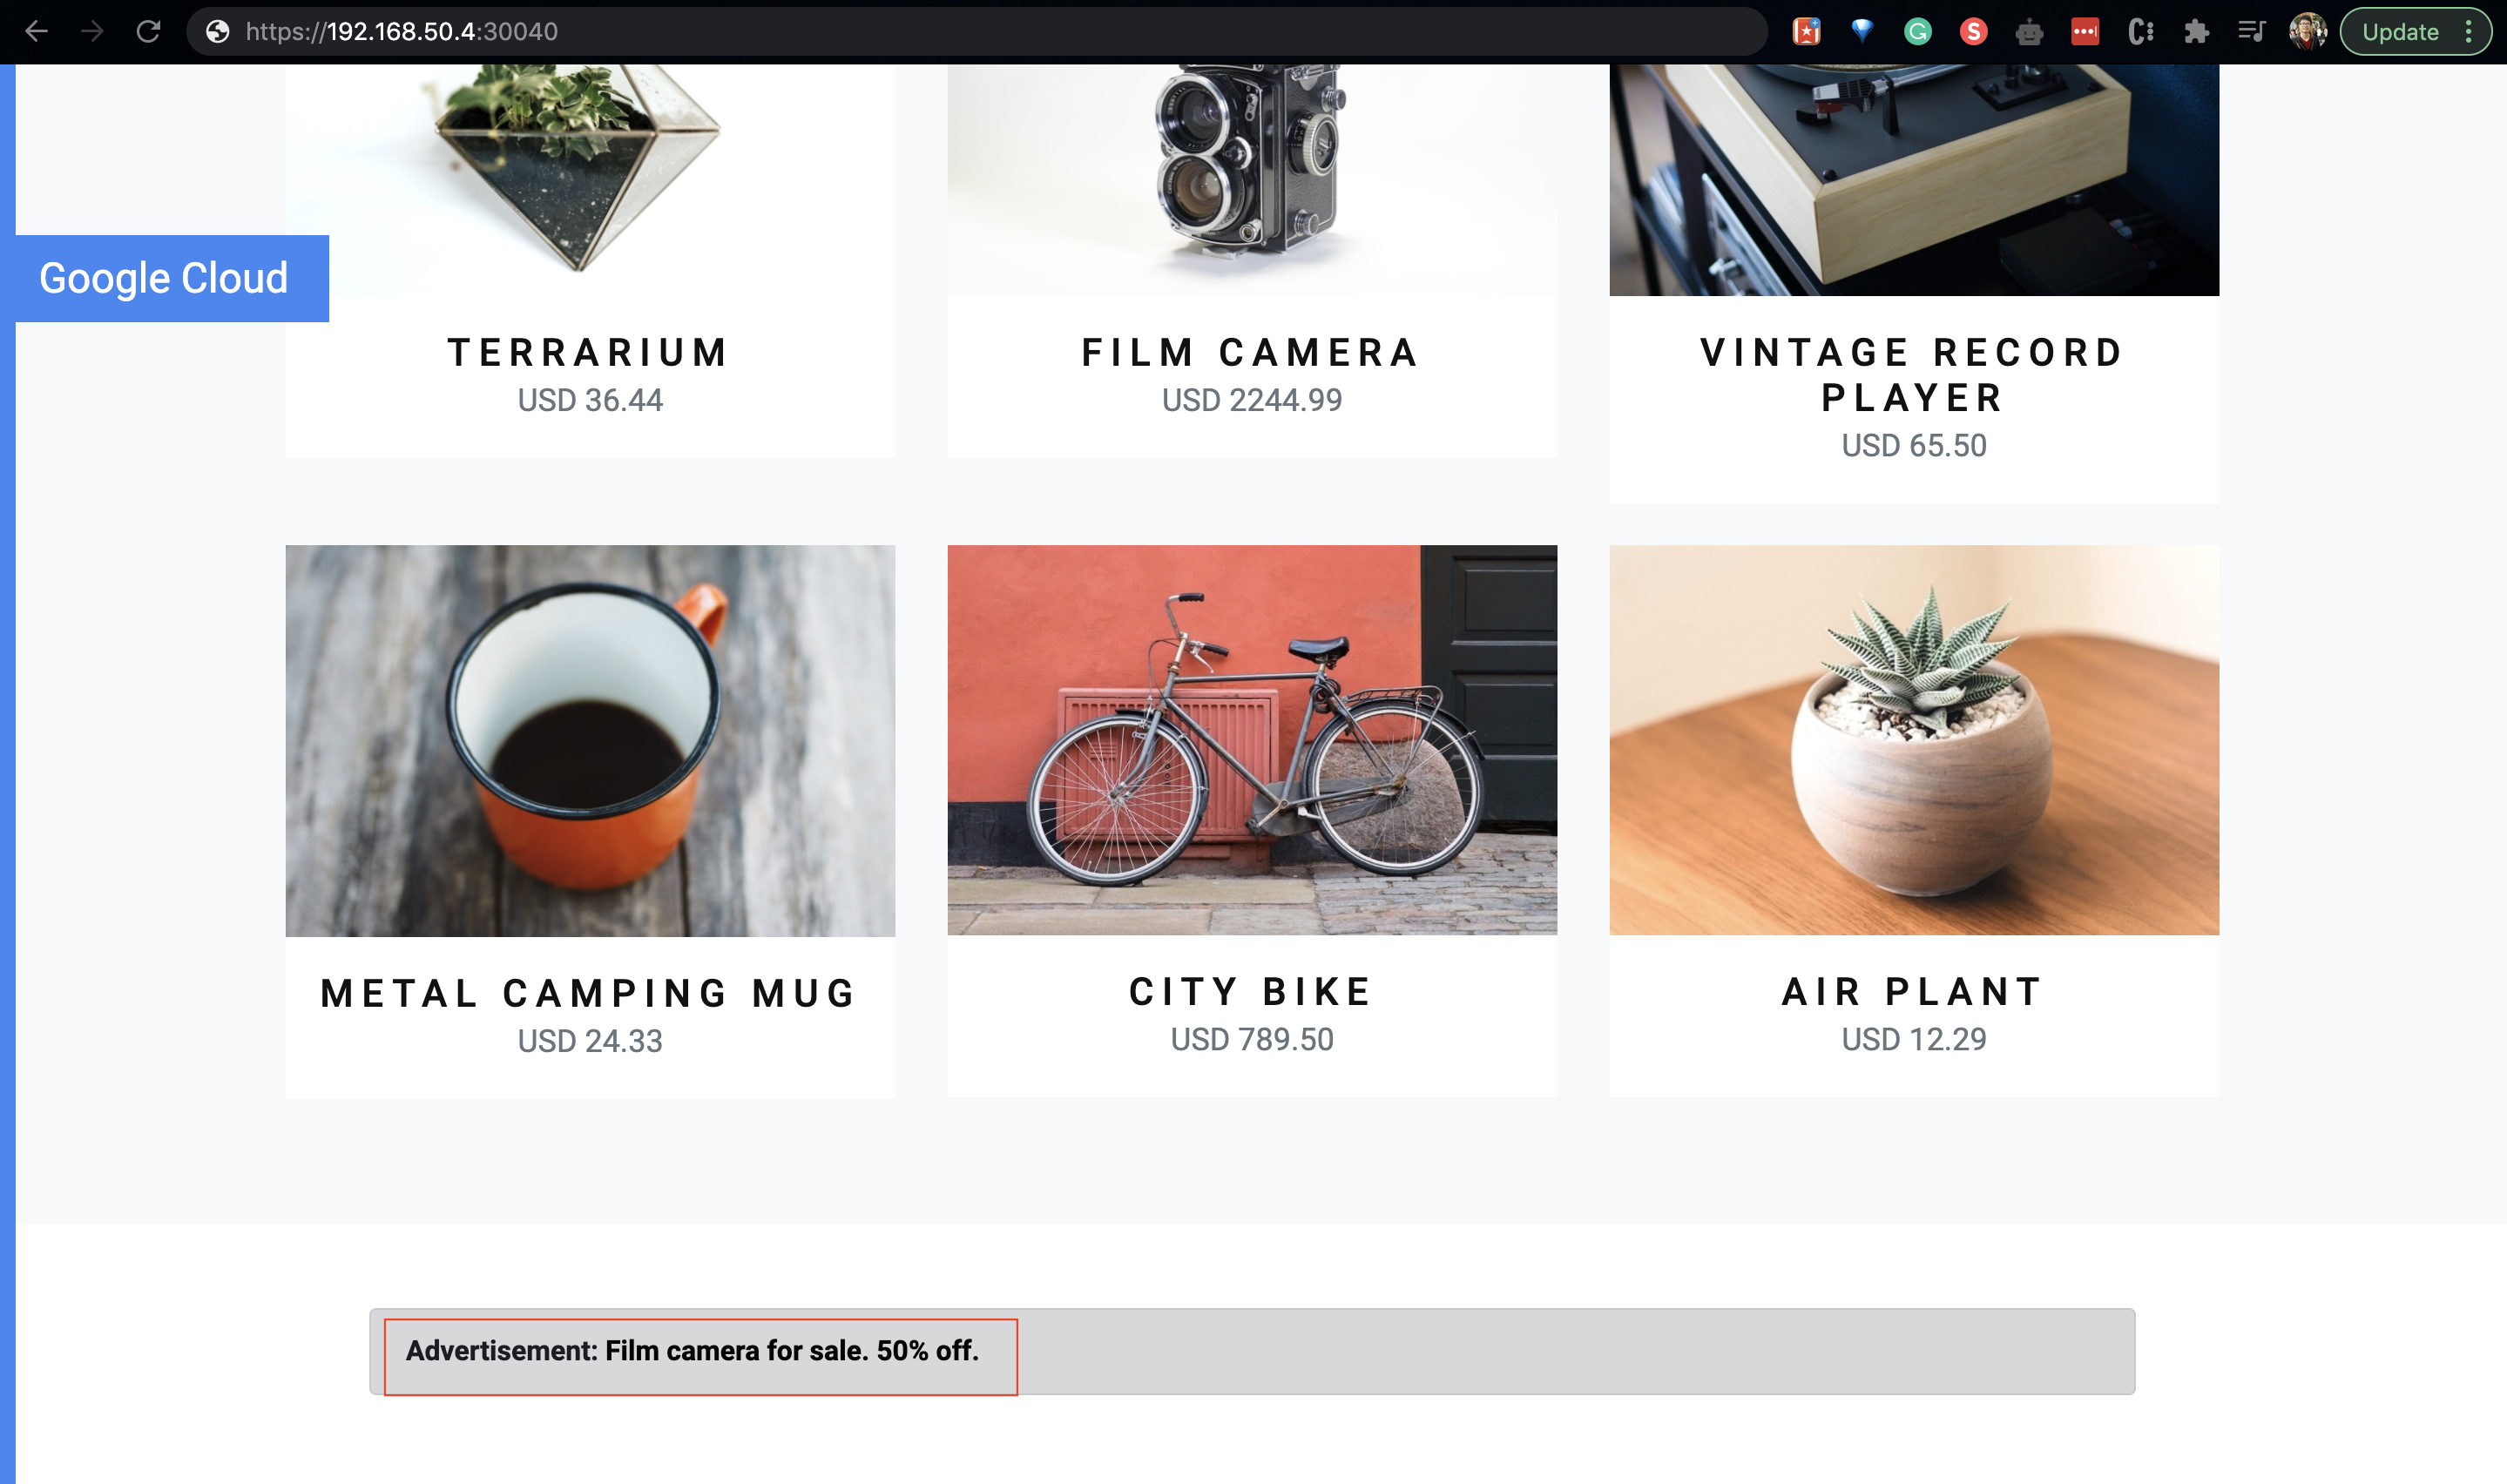 https://192.168.50.4:30040
Update
Google Cloud
TERRARIUM
USD 36.44
FILM CAMERA
USD 2244.99
VINTAGE RECORD
PLAYER
USD 65.50
METAL CAMPING MUG
USD 24.33
CITY BIKE
USD 789.50
AIR PLANT
USD 12.29
Advertisement: Film camera for sale. 50% off.